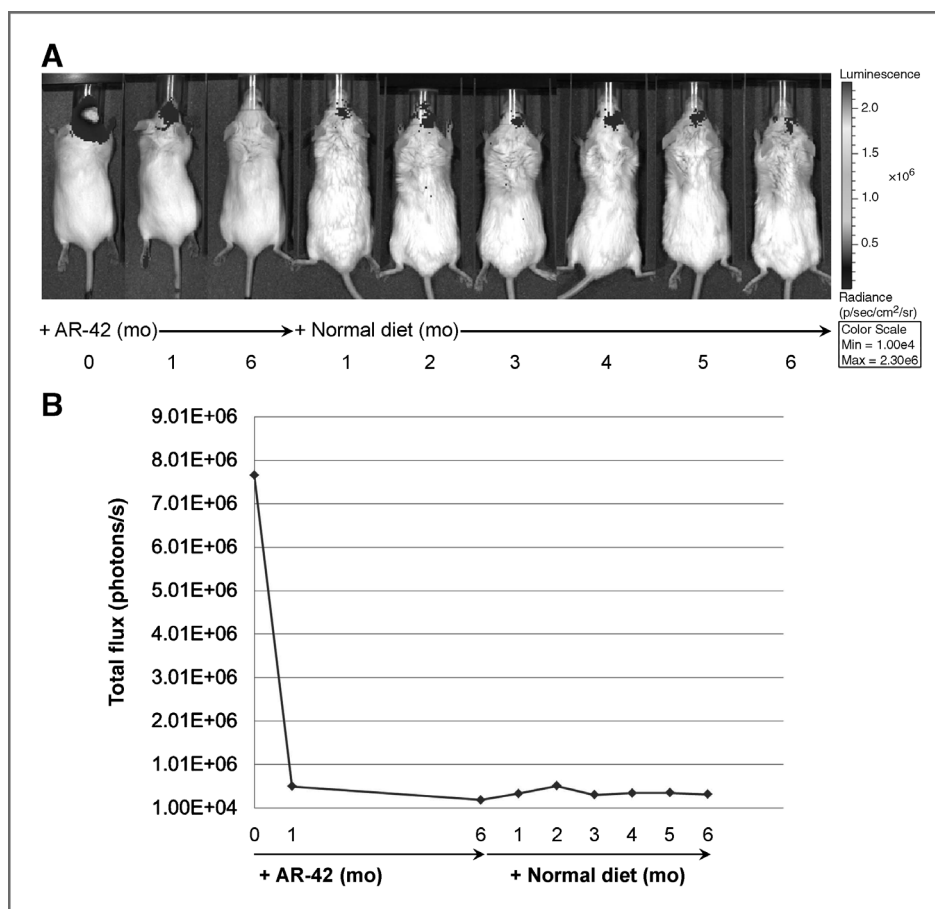 A
Luminescence
2.0
1.5
×10⁶
1.0
0.5
Radiance
(p/sec/cm²/sr)
Color Scale
Min = 1.00e4
Max = 2.30e6
+ AR-42 (mo) + Normal diet (mo)
0 1 6 1 2 3 4 5 6
B
Total flux (photons/s)
9.01E+06
8.01E+06
7.01E+06
6.01E+06
5.01E+06
4.01E+06
3.01E+06
2.01E+06
1.01E+06
1.00E+04
0 1 6 1 2 3 4 5 6
+ AR-42 (mo) + Normal diet (mo)